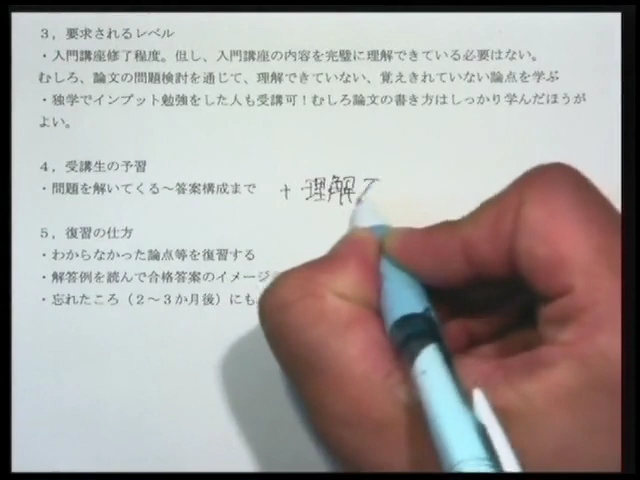 ３，要求されるレベル
・入門講座修了程度。但し、入門講座の内容を完璧に理解できている必要はない。
むしろ、論文の問題検討を通じて、理解できていない、覚えきれていない論点を学ぶ
・独学でインプット勉強をした人も受講可！むしろ論文の書き方はしっかり学んだほうが
よい。
４，受講生の予習
・問題を解いてくる～答案構成まで ＋理解
５，復習の仕方
・わからなかった論点等を復習する
・解答例を読んで合格答案のイメージ
・忘れたころ（２～３か月後）にも